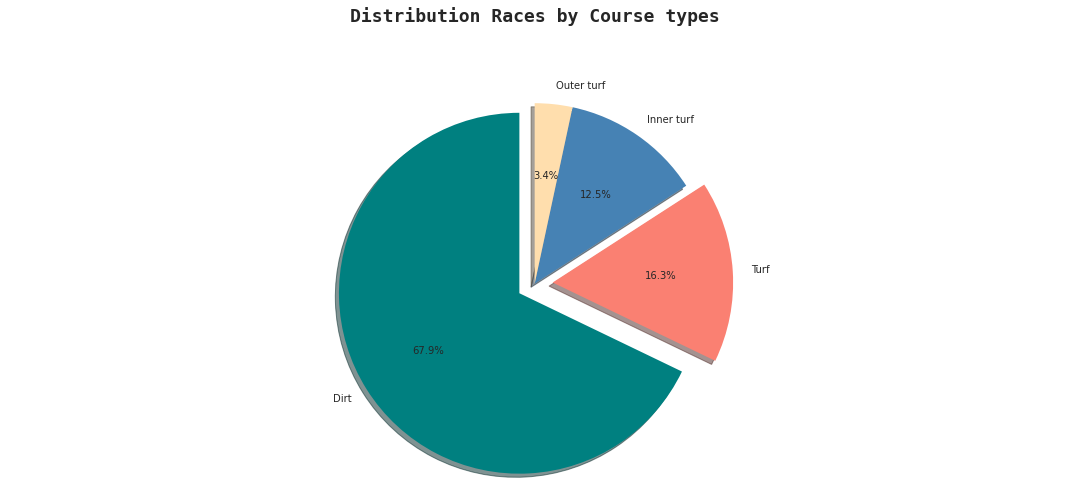 Distribution Races by Course types
Outer turf
Inner turf
3.4%
12.5%
Turf
16.3%
67.9%
Dirt